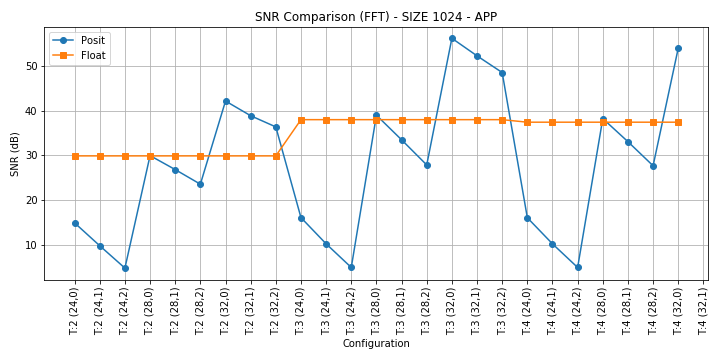 SNR Comparison (FFT) - SIZE 1024 - APP
Posit
Float
SNR (dB)
50
40
30
20
10
T:2 (24,0)
T:2 (24,1)
T:2 (24,2)
T:2 (28,0)
T:2 (28,1)
T:2 (28,2)
T:2 (32,0)
T:2 (32,1)
T:2 (32,2)
T:3 (24,0)
T:3 (24,1)
T:3 (24,2)
T:3 (28,0)
T:3 (28,1)
T:3 (28,2)
T:3 (32,0)
T:3 (32,1)
T:3 (32,2)
T:4 (24,0)
T:4 (24,1)
T:4 (24,2)
T:4 (28,0)
T:4 (28,1)
T:4 (28,2)
T:4 (32,0)
T:4 (32,1)
Configuration